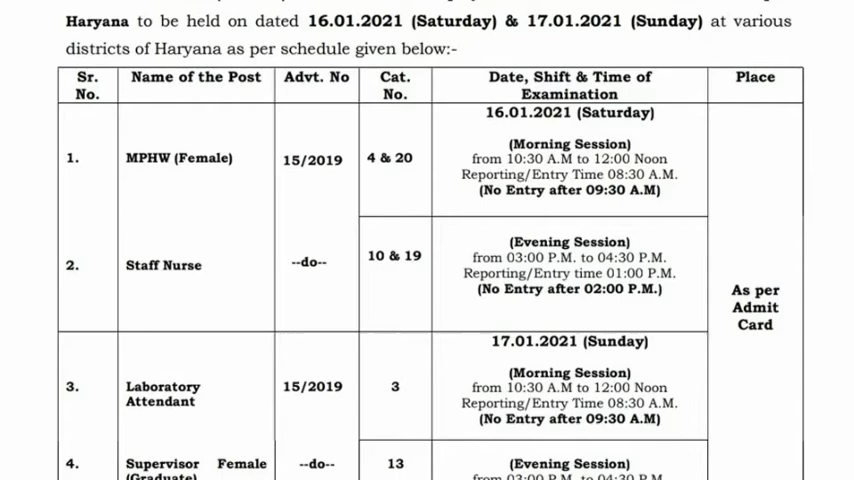 Haryana to be held on dated 16.01.2021 (Saturday) & 17.01.2021 (Sunday) at various
districts of Haryana as per schedule given below:-
Sr. No.
Name of the Post
Advt. No
Cat. No.
Date, Shift & Time of Examination
Place
16.01.2021 (Saturday)
1.
MPHW (Female)
15/2019
4 & 20
(Morning Session)
from 10:30 A.M to 12:00 Noon
Reporting/Entry Time 08:30 A.M.
(No Entry after 09:30 A.M)
2.
Staff Nurse
--do--
10 & 19
(Evening Session)
from 03:00 P.M. to 04:30 P.M.
Reporting/Entry time 01:00 P.M.
(No Entry after 02:00 P.M.)
As per
Admit
Card
17.01.2021 (Sunday)
3.
Laboratory
Attendant
15/2019
3
(Morning Session)
from 10:30 A.M to 12:00 Noon
Reporting/Entry Time 08:30 A.M.
(No Entry after 09:30 A.M)
4.
Supervisor Female
(Graduate)
--do--
13
(Evening Session)
from 03:00 P.M. to 04:30 P.M.